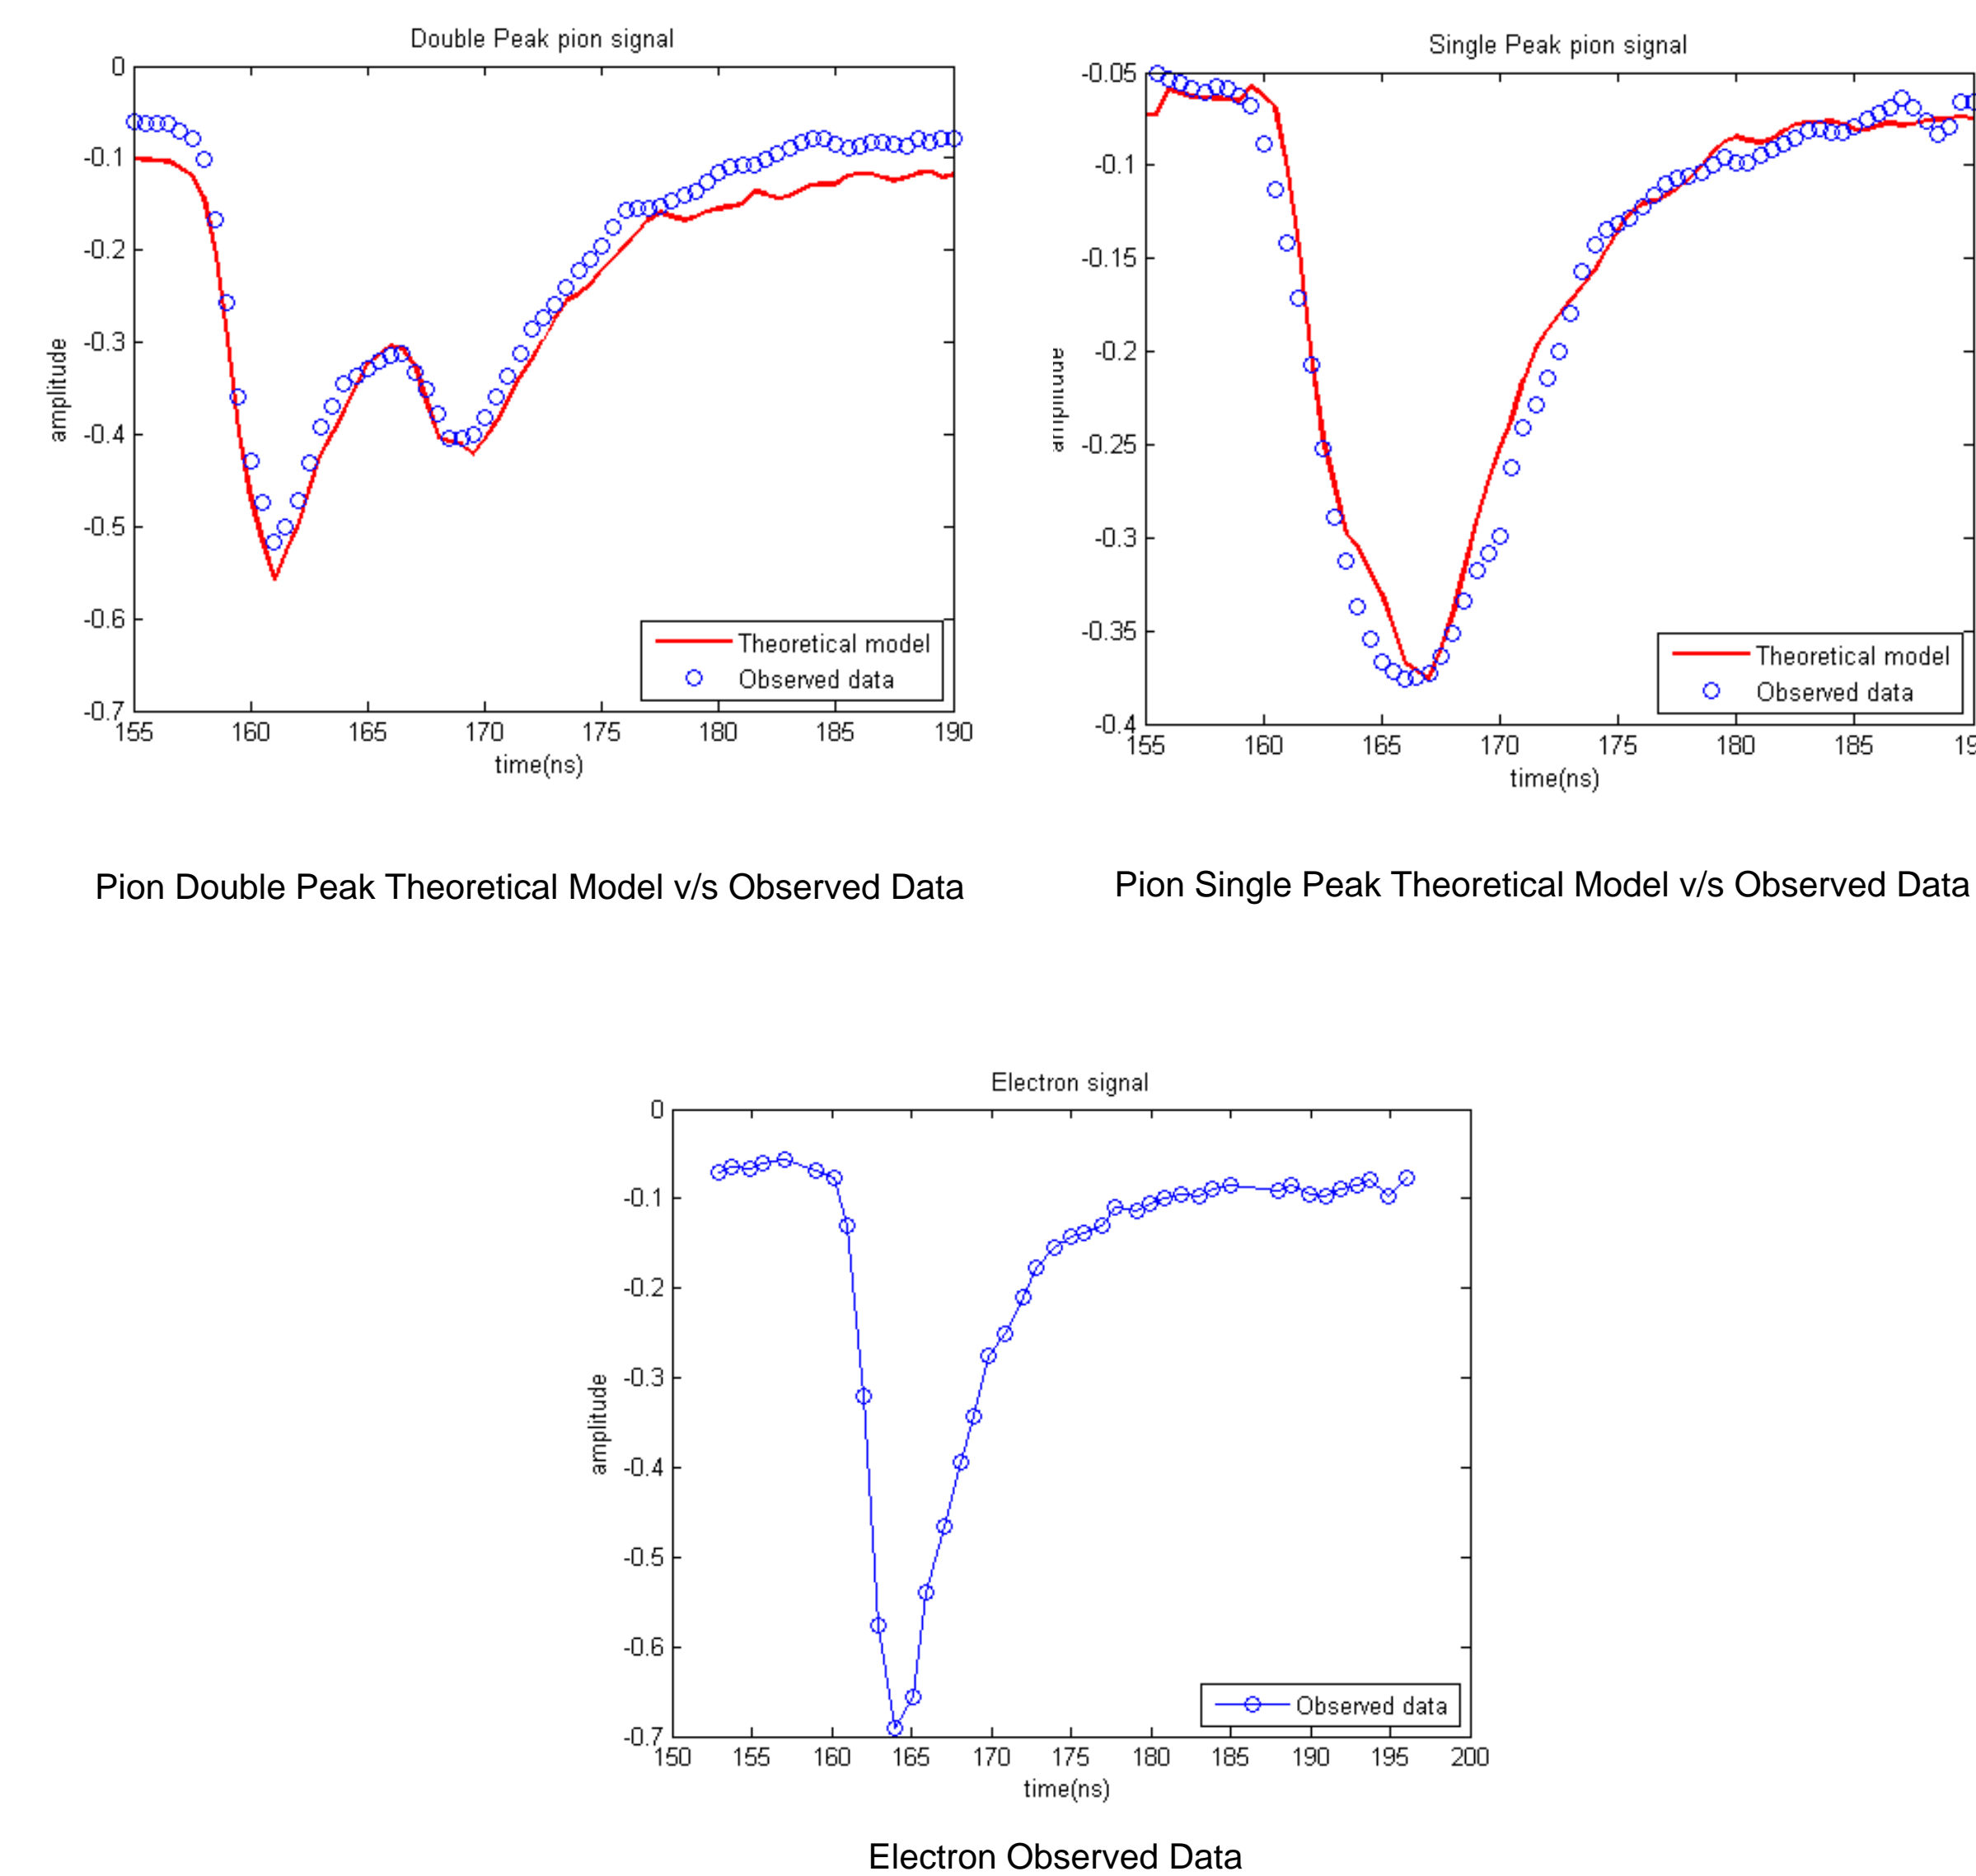 Double Peak pion signal
0
-0.1
-0.2
-0.3
-0.4
-0.5
-0.6
-0.7
amplitude
155 160 165 170 175 180 185 190
time(ns)
Theoretical model
Observed data
Pion Double Peak Theoretical Model v/s Observed Data
Single Peak pion signal
-0.05
-0.1
-0.15
-0.2
-0.25
-0.3
-0.35
-0.4
amplitude
155 160 165 170 175 180 185 19
time(ns)
Theoretical model
Observed data
Pion Single Peak Theoretical Model v/s Observed Data
Electron signal
0
-0.1
-0.2
-0.3
-0.4
-0.5
-0.6
-0.7
amplitude
150 155 160 165 170 175 180 185 190 195 200
time(ns)
Observed data
Electron Observed Data